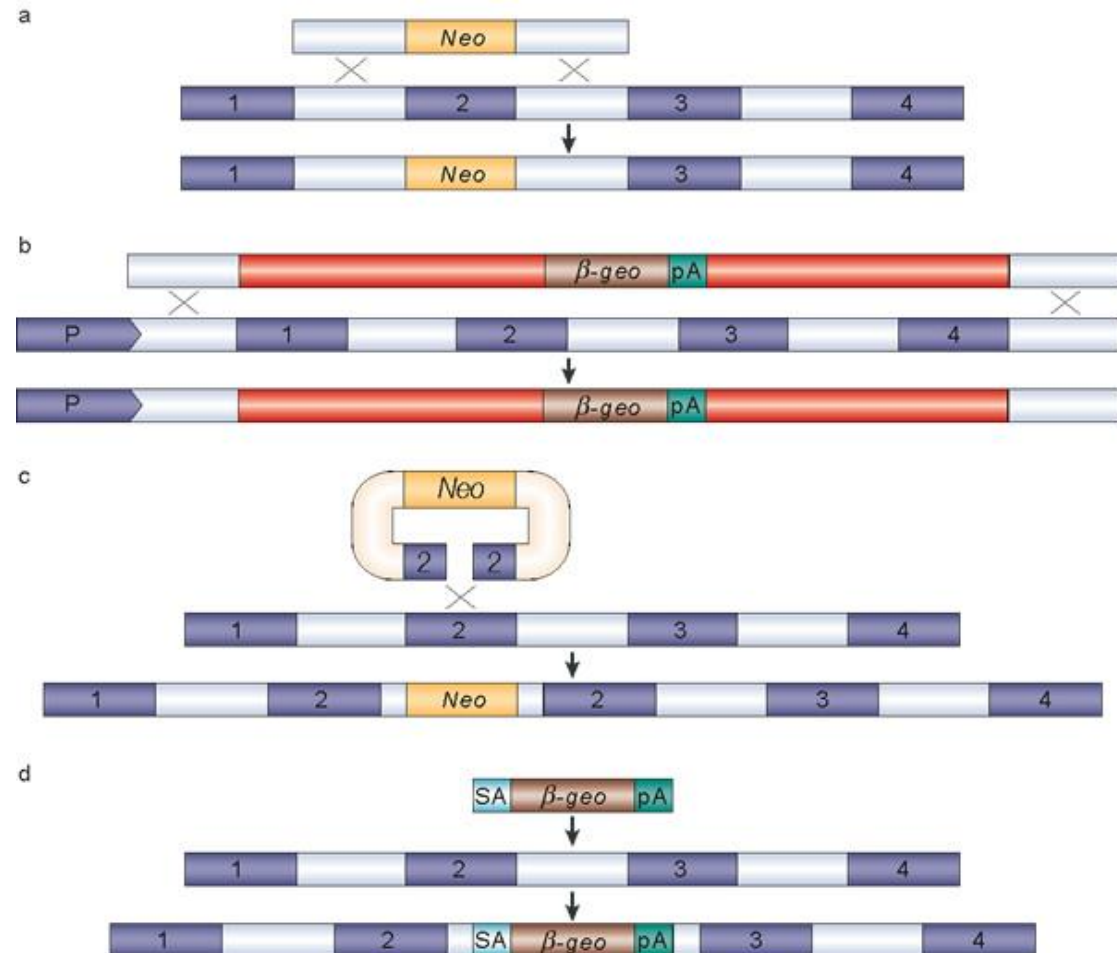 a
Neo
1 2 3 4
1 Neo 3 4
b
β-geo pA
P 1 2 3 4
P β-geo pA
c
Neo
2 2
1 2 3 4
1 2 Neo 2 3 4
d
SA β-geo pA
1 2 3 4
1 2 SA β-geo pA 3 4